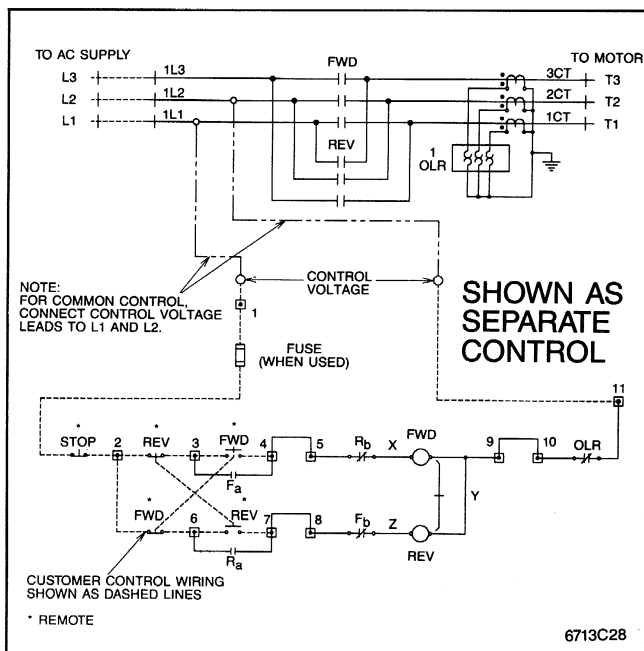 TO AC SUPPLY
FWD
TO MOTOR
L3 1L3 3CT T3
L2 1L2 2CT T2
L1 1L1 1CT T1
REV
1
OLR
NOTE:
FOR COMMON CONTROL,
CONNECT CONTROL VOLTAGE
LEADS TO L1 AND L2.
CONTROL
VOLTAGE
1
FUSE
(WHEN USED)
SHOWN AS
SEPARATE
CONTROL
11
* * *
STOP 2 REV 3 FWD 4 5 Rb X FWD 9 10 OLR
Fa
* *
FWD 6 REV 7 8 Fb Z Y
Ra
REV
CUSTOMER CONTROL WIRING
SHOWN AS DASHED LINES
* REMOTE
6713C28